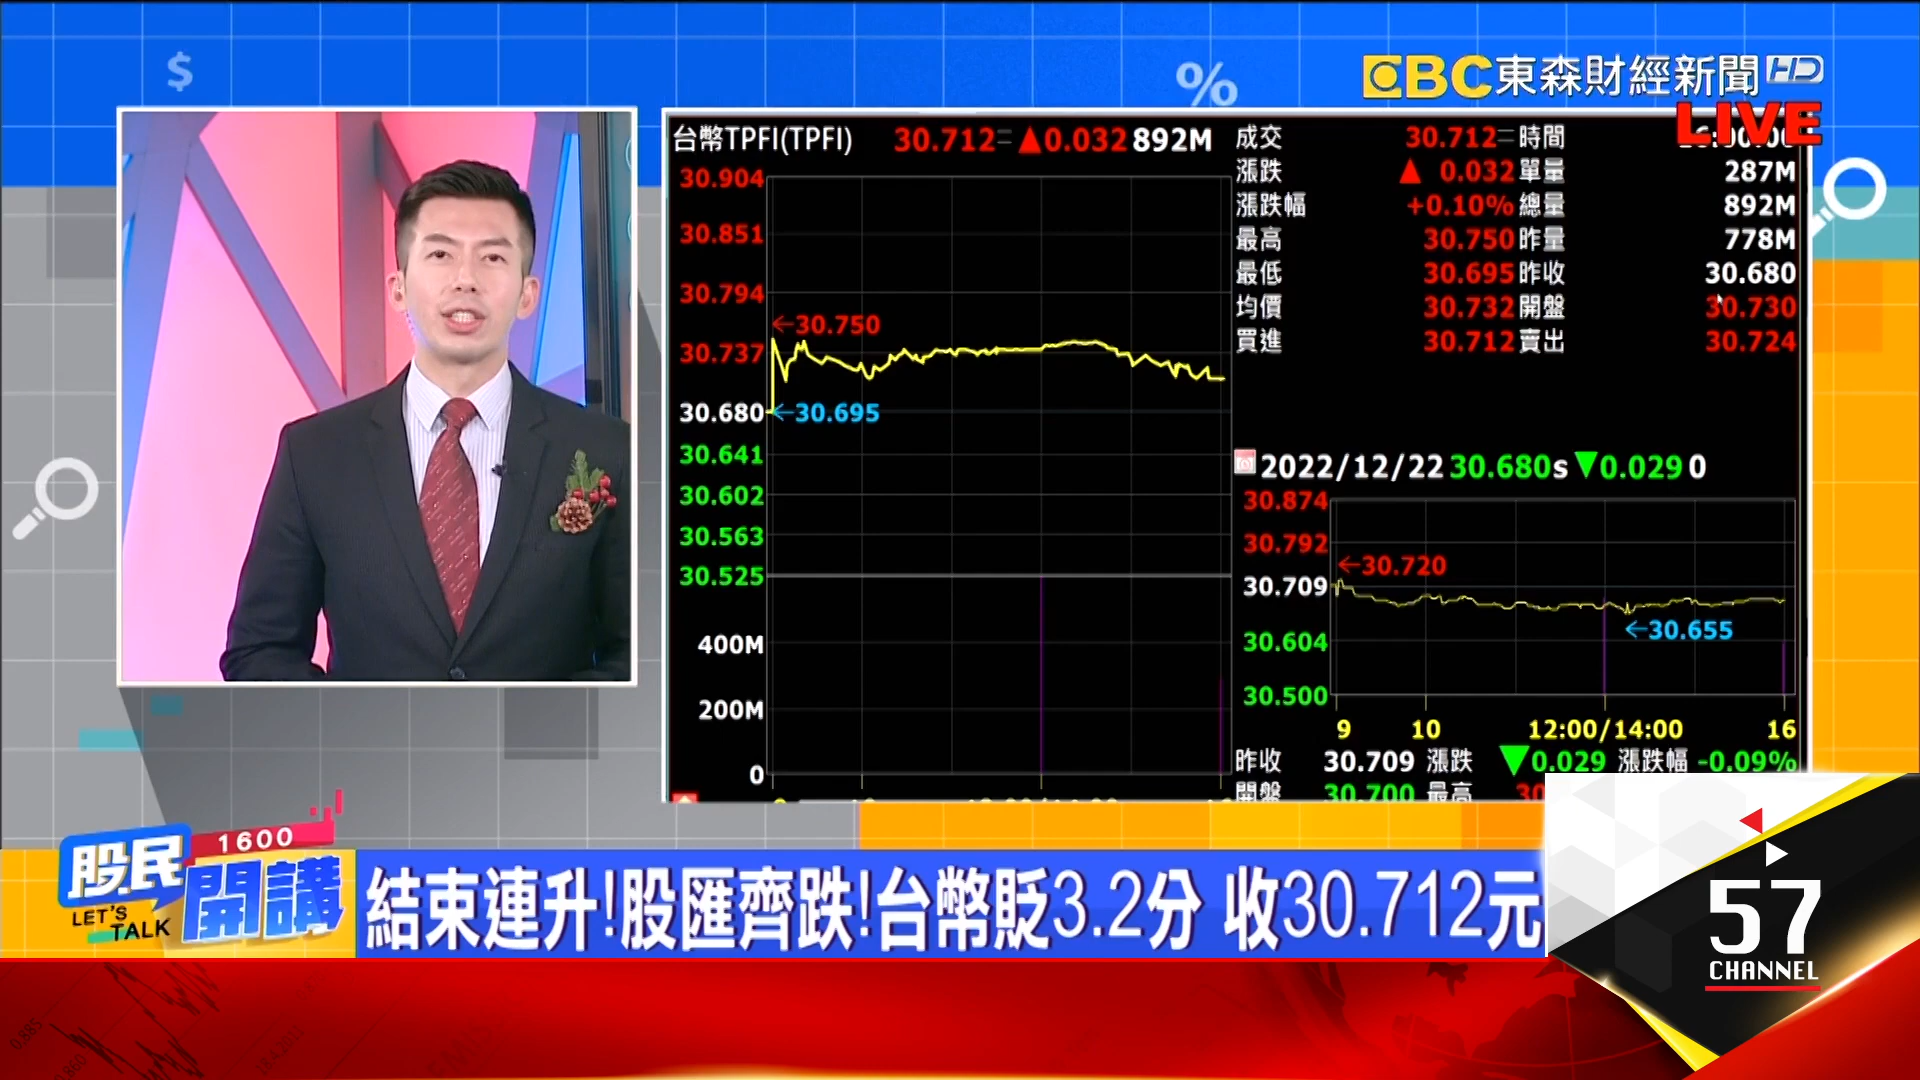 $
%
EBC東森財經新聞HD
LIVE
台幣TPFI(TPFI) 30.712= ▲0.032 892M
30.904
30.851
30.794
30.737
30.680
30.641
30.602
30.563
30.525
400M
200M
0
←30.750
←30.695
成交 30.712= 時間
漲跌 ▲ 0.032 單量 287M
漲跌幅 +0.10% 總量 892M
最高 30.750 昨量 778M
最低 30.695 昨收 30.680
均價 30.732 開盤 30.730
買進 30.712 賣出 30.724
2022/12/22 30.680s ▼0.029 0
30.874
30.792
30.709
30.604
30.500
←30.720
←30.655
9 10 12:00/14:00 16
昨收 30.709 漲跌 ▼0.029 漲跌幅 -0.09%
開盤 30.700 最高 30
1600
股民
開講
LET'S
TALK
結束連升!股匯齊跌!台幣貶3.2分 收30.712元
57
CHANNEL